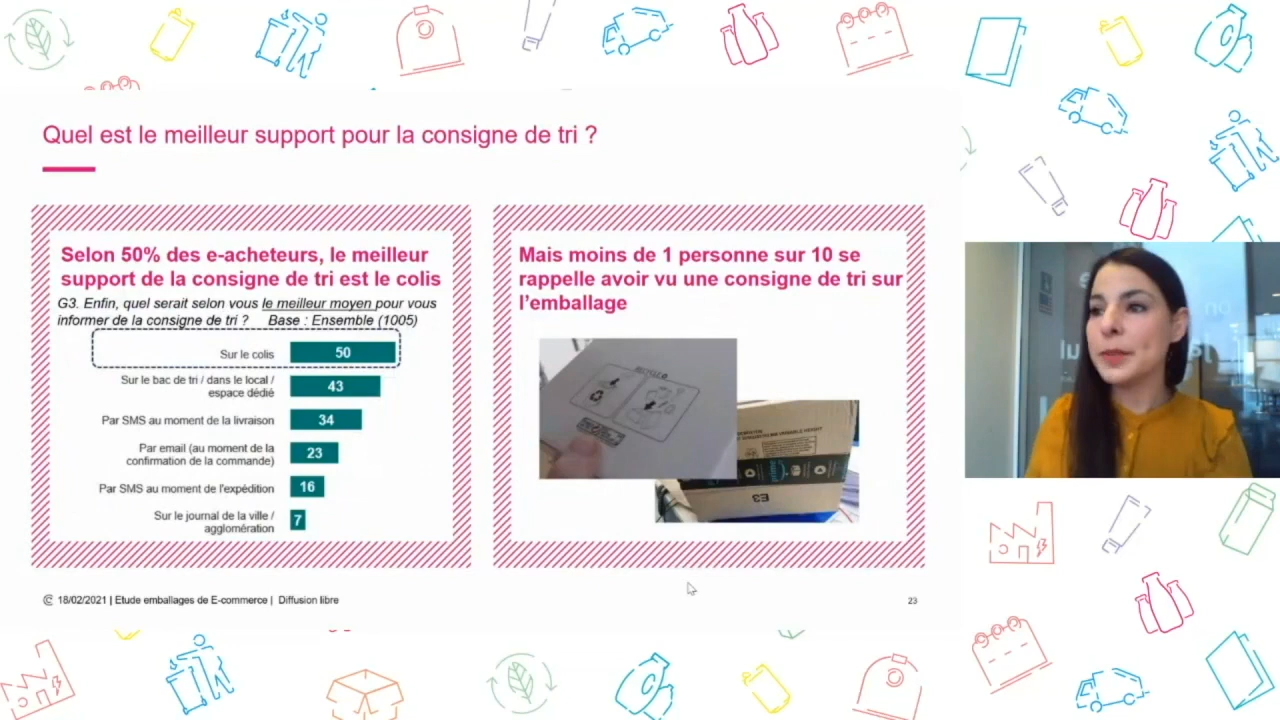 Quel est le meilleur support pour la consigne de tri ?
Selon 50% des e-acheteurs, le meilleur
support de la consigne de tri est le colis
G3. Enfin, quel serait selon vous le meilleur moyen pour vous
informer de la consigne de tri ? Base : Ensemble (1005)
Sur le colis 50
Sur le bac de tri / dans le local /
espace dédié 43
Par SMS au moment de la livraison 34
Par email (au moment de la
confirmation de la commande) 23
Par SMS au moment de l'expédition 16
Sur le journal de la ville /
agglomération 7
Mais moins de 1 personne sur 10 se
rappelle avoir vu une consigne de tri sur
l'emballage
prime
E3
18/02/2021 | Etude emballages de E-commerce | Diffusion libre
23